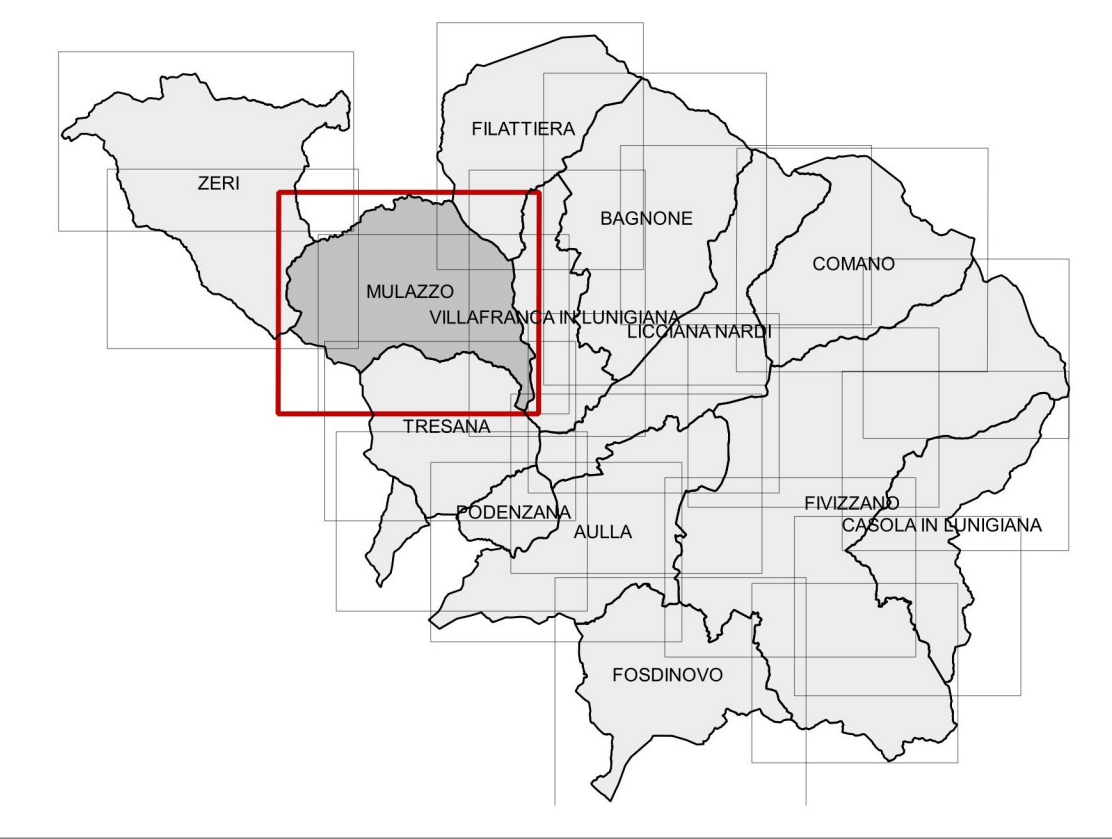 FILATTIERA
ZERI
BAGNONE
COMANO
MULAZZO
VILLAFRANCA IN LUNIGIANA
LICCIANA NARDI
TRESANA
FIVIZZANO
PODENZANA
CASOLA IN LUNIGIANA
AULLA
FOSDINOVO